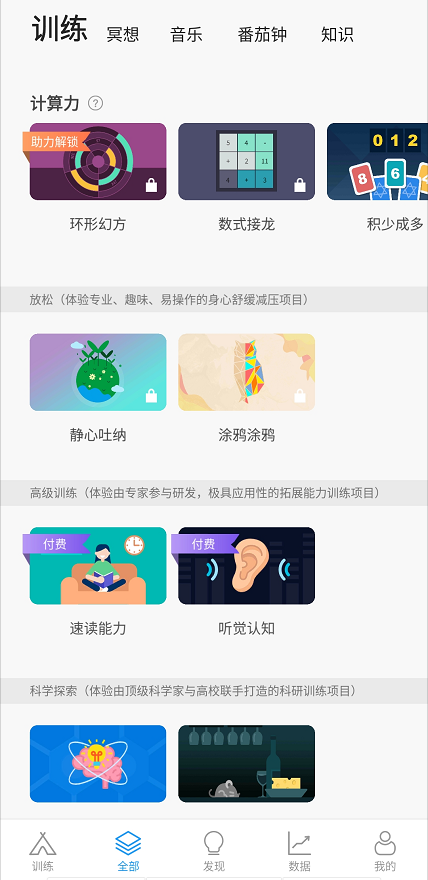 训练 冥想 音乐 番茄钟 知识
计算力 ?
助力解锁
5 4 -
+ 2 11
4 + 3
0 1 2
8 6
环形幻方 数式接龙 积少成多
放松（体验专业、趣味、易操作的身心舒缓减压项目）
静心吐纳 涂鸦涂鸦
高级训练（体验由专家参与研发，极具应用性的拓展能力训练项目）
付费 付费
速读能力 听觉认知
科学探索（体验由顶级科学家与高校联手打造的科研训练项目）
训练 全部 发现 数据 我的